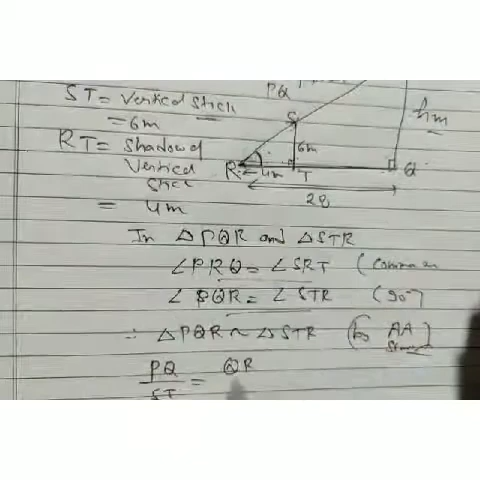 PQ
ST = Vertical Stick
= 6m
hm
S
6m
RT = Shadow of
Vertical
Stick
R 4m T Q
28
= 4m
In △PQR and △STR
∠PRQ = ∠SRT (Common
∠PQR = ∠STR (90°)
∴ △PQR ~ △STR (by AA
PQ/ST = QR